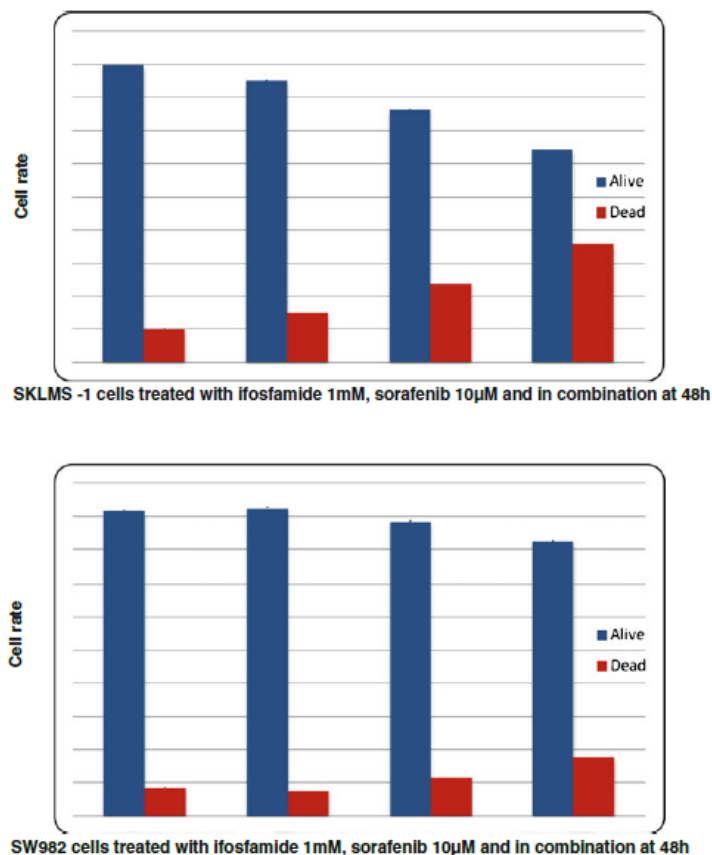 Cell rate
Alive
Dead
SKLMS -1 cells treated with ifosfamide 1mM, sorafenib 10µM and in combination at 48h
Cell rate
Alive
Dead
SW982 cells treated with ifosfamide 1mM, sorafenib 10µM and in combination at 48h